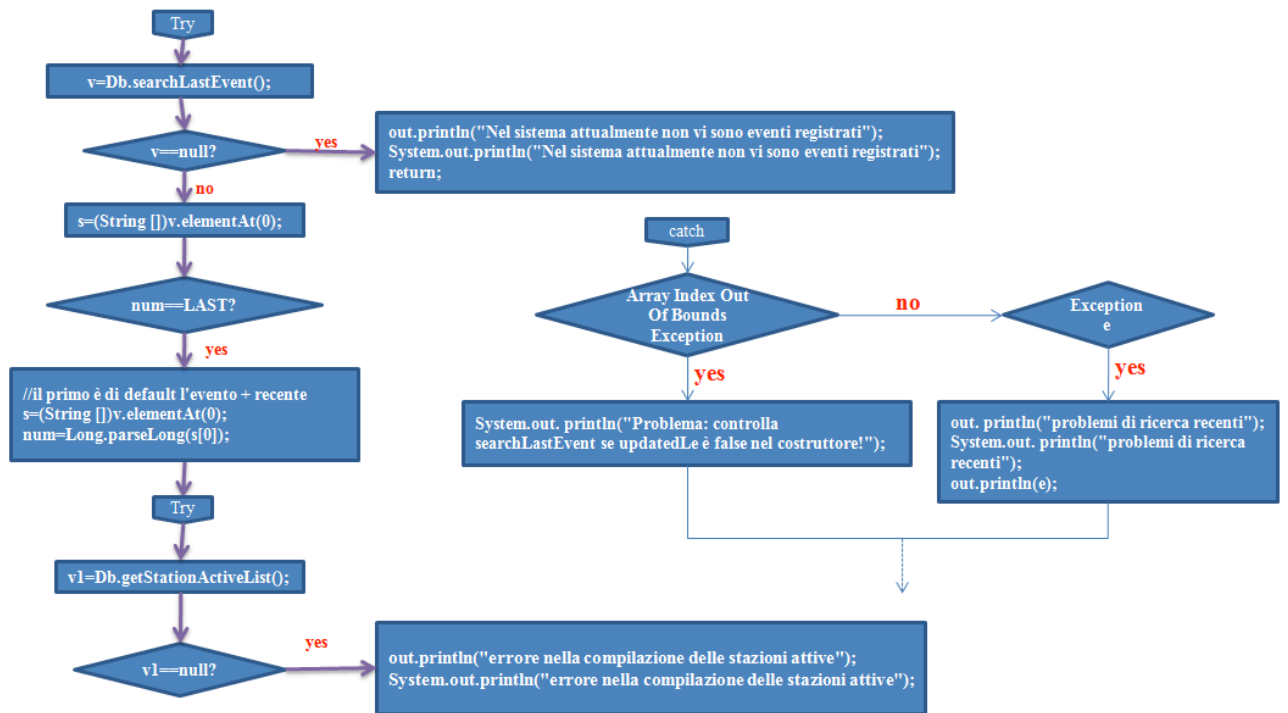 Try
v=Db.searchLastEvent();
v==null?
yes
out.println("Nel sistema attualmente non vi sono eventi registrati");
System.out.println("Nel sistema attualmente non vi sono eventi registrati");
return;
no
s=(String [])v.elementAt(0);
num==LAST?
yes
//il primo è di default l'evento + recente
s=(String [])v.elementAt(0);
num=Long.parseLong(s[0]);
Try
v1=Db.getStationActiveList();
v1==null?
yes
out.println("errore nella compilazione delle stazioni attive");
System.out.println("errore nella compilazione delle stazioni attive");
catch
Array Index Out
Of Bounds
Exception
no
Exception
e
yes
System.out. println("Problema: controlla
searchLastEvent se updatedLe è false nel costruttore!");
yes
out. println("problemi di ricerca recenti");
System.out. println("problemi di ricerca
recenti");
out.println(e);